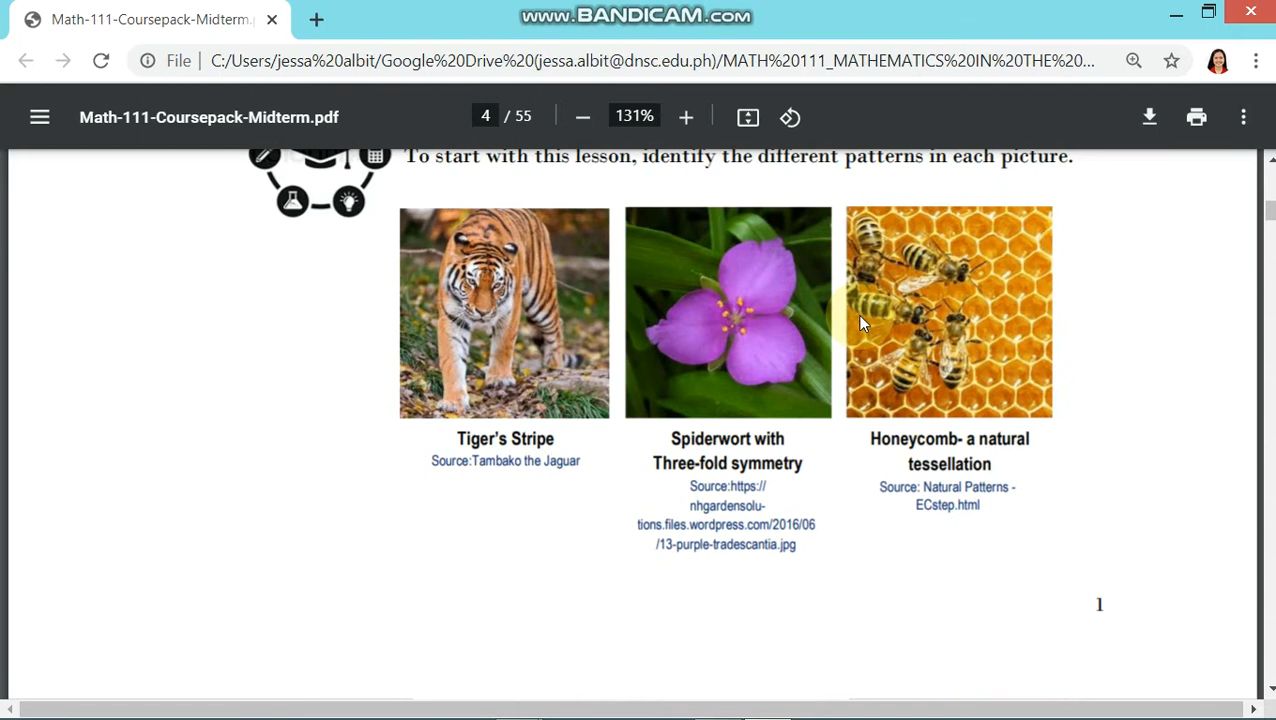 Math-111-Coursepack-Midterm.
www.BANDICAM.com
File C:/Users/jessa%20albit/Google%20Drive%20(jessa.albit@dnsc.edu.ph)/MATH%20111_MATHEMATICS%20IN%20THE%20...
Math-111-Coursepack-Midterm.pdf
4 / 55
131%
To start with this lesson, identify the different patterns in each picture.
Tiger's Stripe
Source:Tambako the Jaguar
Spiderwort with
Three-fold symmetry
Source:https://
nhgardensolu-
tions.files.wordpress.com/2016/06
/13-purple-tradescantia.jpg
Honeycomb- a natural
tessellation
Source: Natural Patterns -
ECstep.html
1